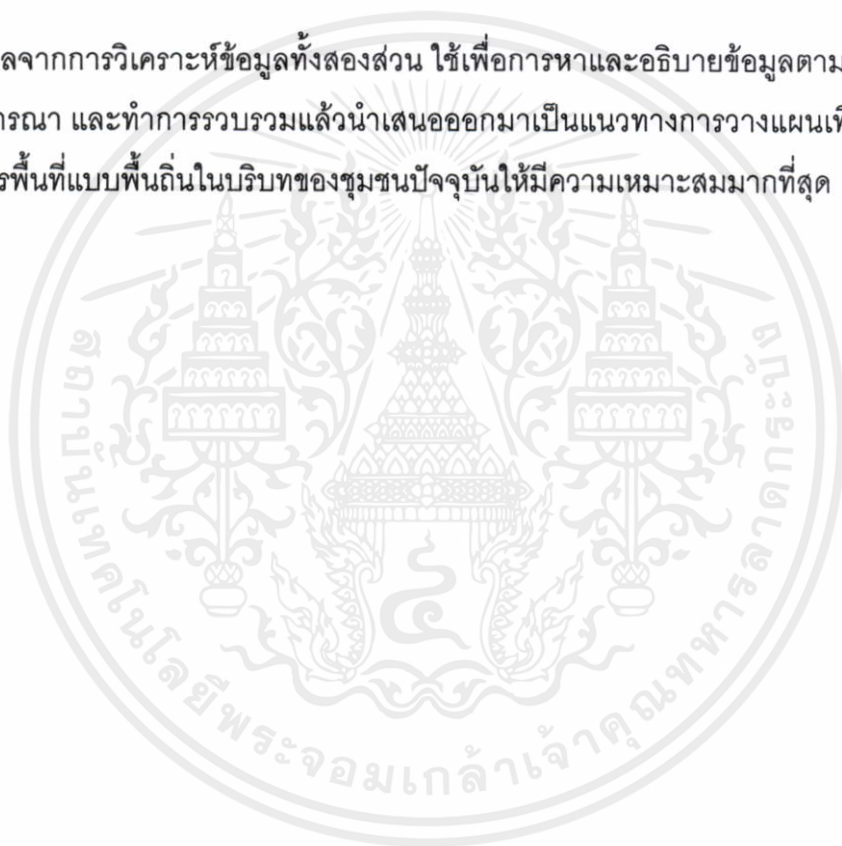 ลจากการวิเคราะห์ข้อมูลทั้งสองส่วน ใช้เพื่อการหาและอธิบายข้อมูลตาม
ารณา และทำการรวบรวมแล้วนำเสนอออกมาเป็นแนวทางการวางแผนเพื
รพื้นที่แบบพื้นถิ่นในบริบทของชุมชนปัจจุบันให้มีความเหมาะสมมากที่สุด
สถาบันเทคโนโลยีพระจอมเกล้าเจ้าคุณทหารลาดกระบัง